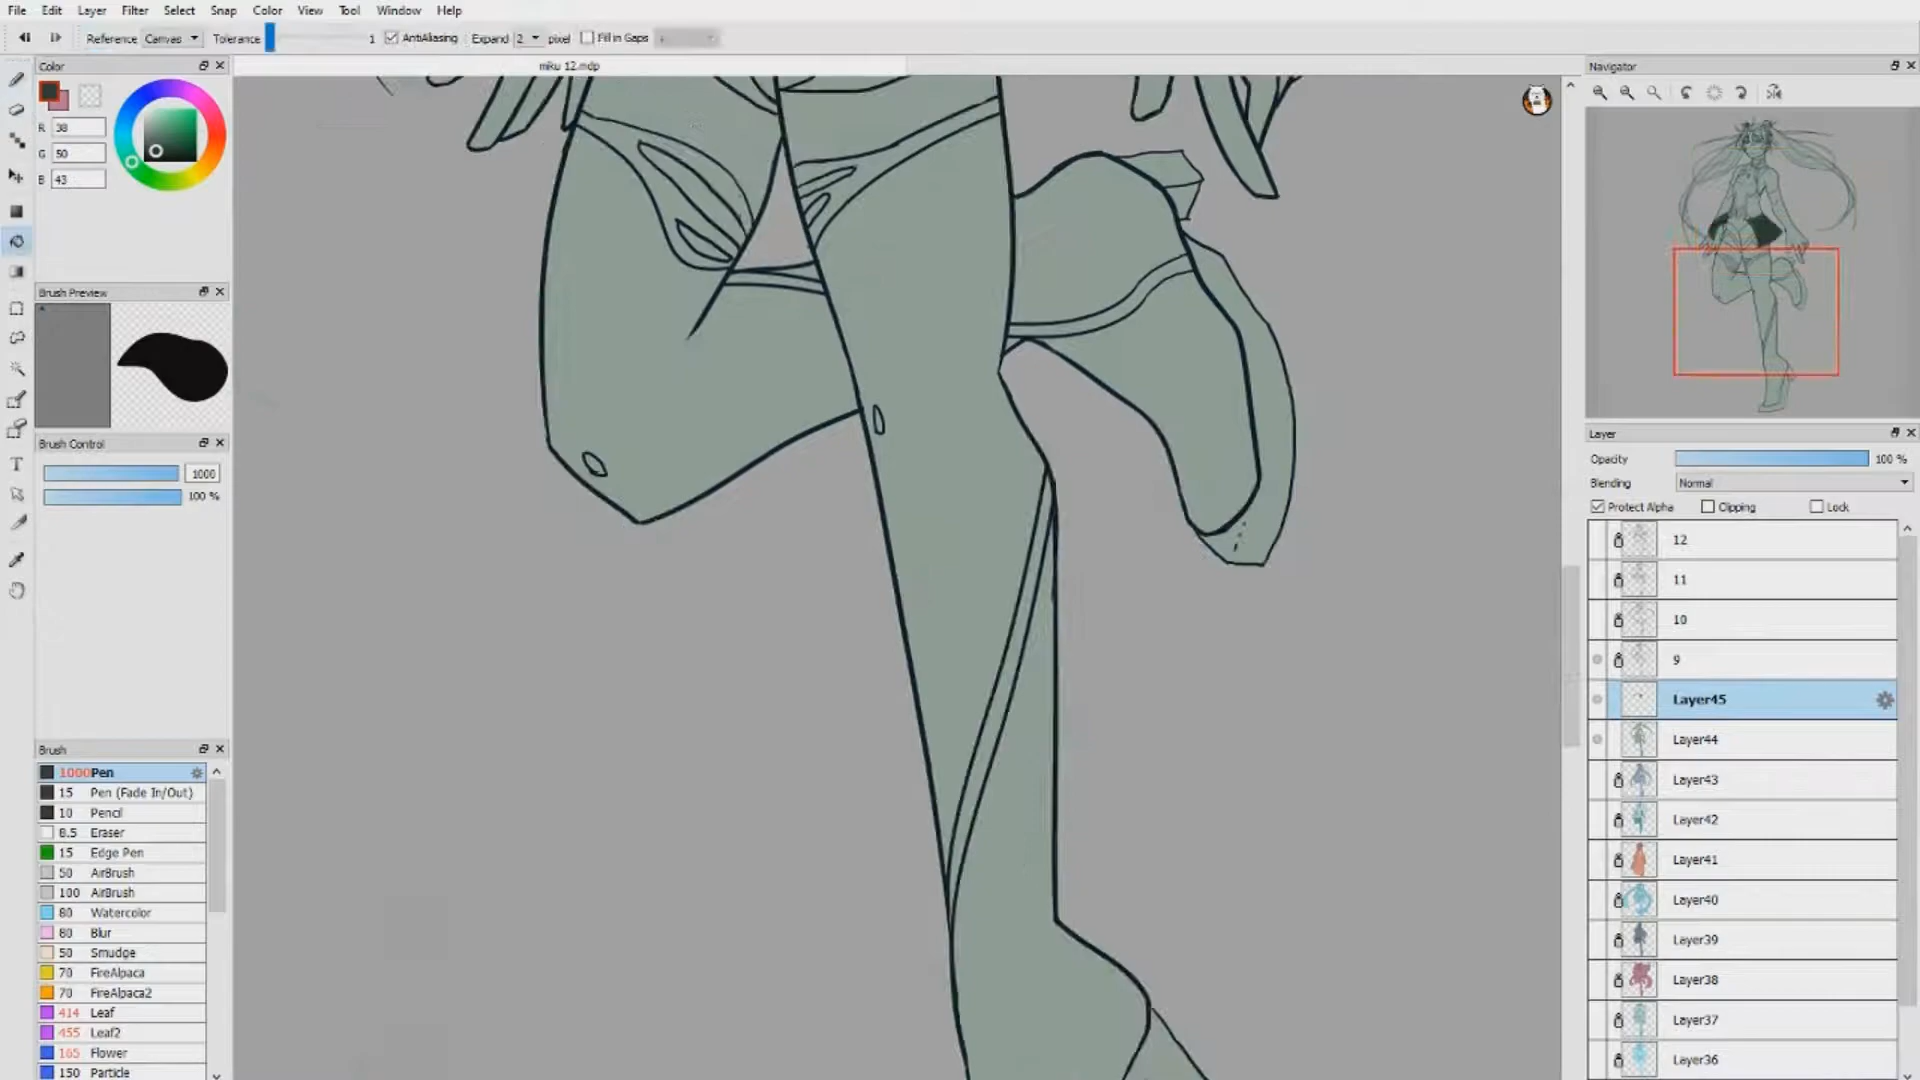 File Edit Layer Filter Select Snap Color View Tool Window Help
Reference Canvas Tolerance 1 AntiAliasing Expand 2 pixel Fill in Gaps
Color
miku 12.mdp
Navigator
R 38
G 50
B 43
Brush Preview
Brush Control
1000
100 %
Layer
Opacity 100 %
Blending Normal
Protect Alpha Clipping Lock
12
11
10
9
Layer45
Layer44
Layer43
Layer42
Layer41
Layer40
Layer39
Layer38
Layer37
Layer36
Brush
1000 Pen
15 Pen (Fade In/Out)
10 Pencil
8.5 Eraser
15 Edge Pen
50 AirBrush
100 AirBrush
80 Watercolor
80 Blur
50 Smudge
70 FireAlpaca
70 FireAlpaca2
414 Leaf
455 Leaf2
165 Flower
150 Particle